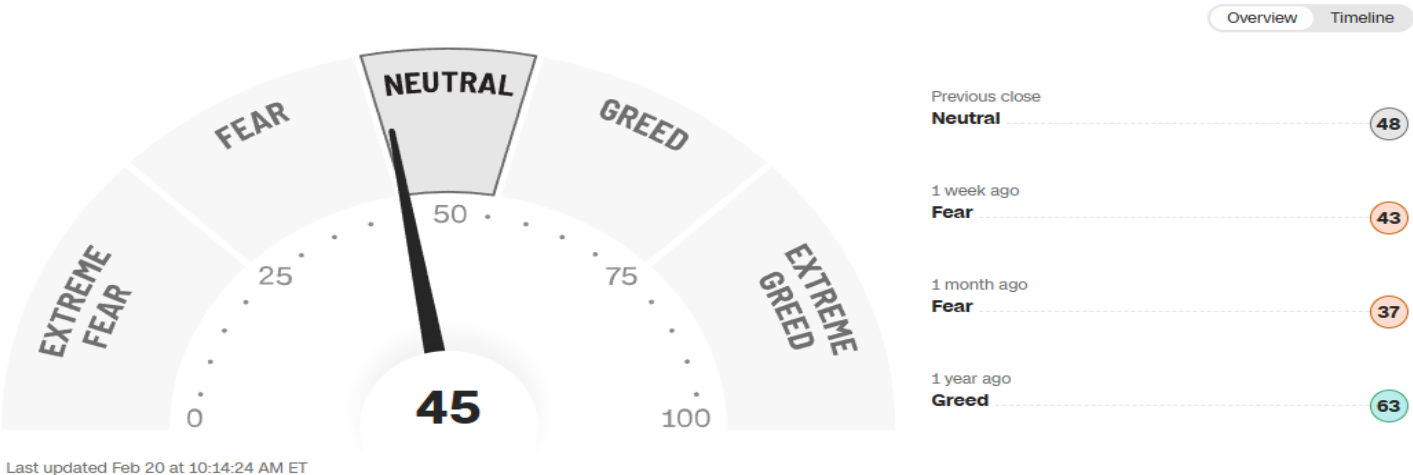 Overview Timeline
NEUTRAL
FEAR
GREED
EXTREME
FEAR
EXTREME
GREED
0
25
50
75
100
45
Last updated Feb 20 at 10:14:24 AM ET
Previous close
Neutral 48
1 week ago
Fear 43
1 month ago
Fear 37
1 year ago
Greed 63